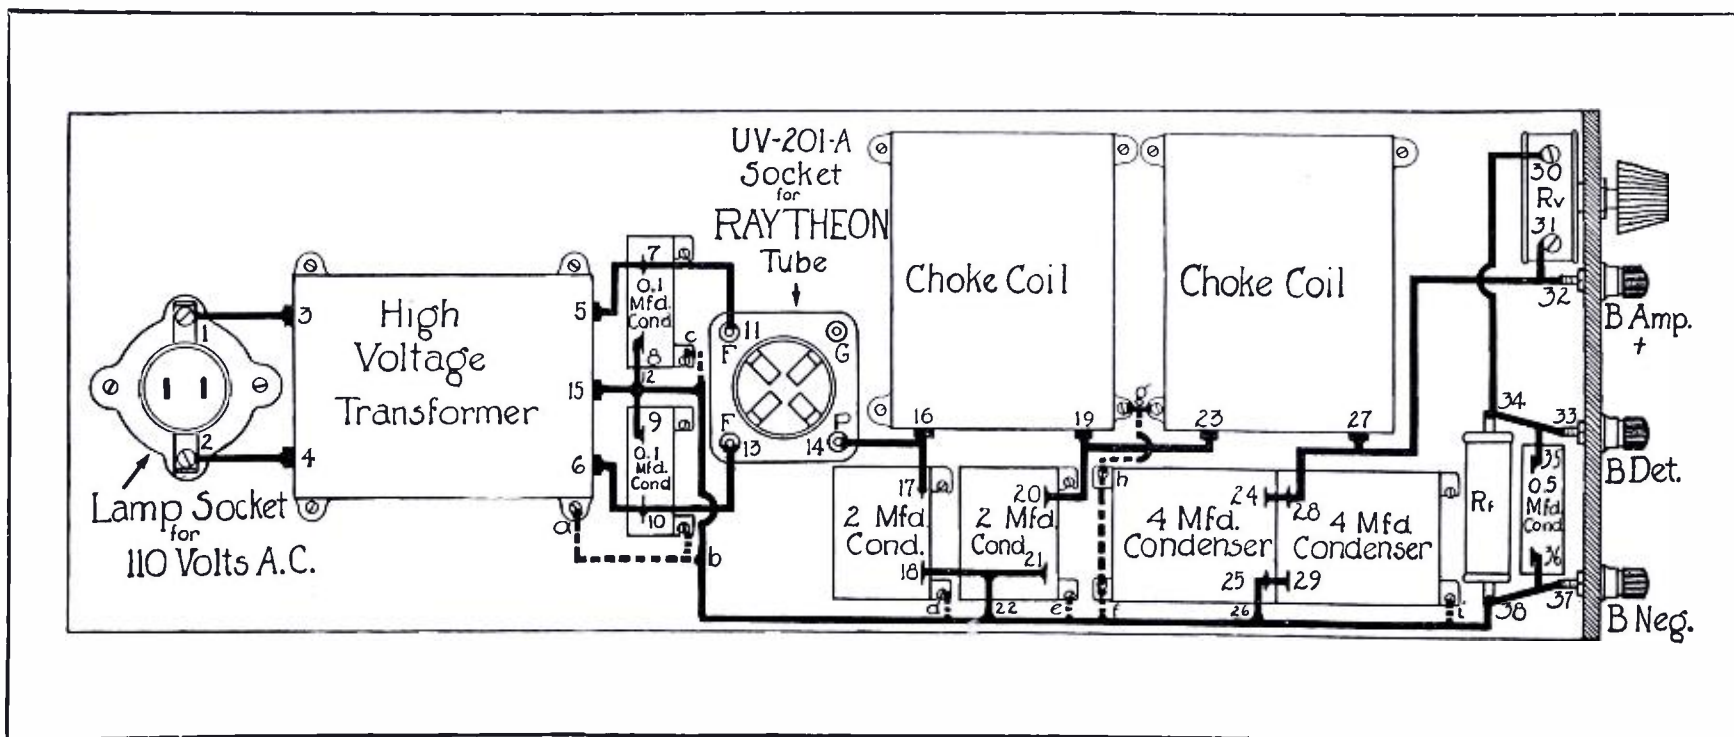 UV-201-A
Socket
for
RAYTHEON
Tube
High
Voltage
Transformer
Lamp Socket
for
110 Volts A.C.
1
2
3
4
5
15
6
a
7
0.1
Mfd.
Cond
8
c
12
9
0.1
Mfd.
Cond
10
b
11
F
G
F
13
P
14
Choke Coil
16
19
g
Choke Coil
23
27
17
2 Mfd.
Cond.
18
d
20
2 Mfd.
Cond.
21
22
e
h
4 Mfd.
Condenser
24
25
f
26
28
4 Mfd
Condenser
29
i
30
Rv
31
32
B Amp.
+
34
33
B Det.
Rf
35
0.5
Mfd
Cond
36
38
37
B Neg.